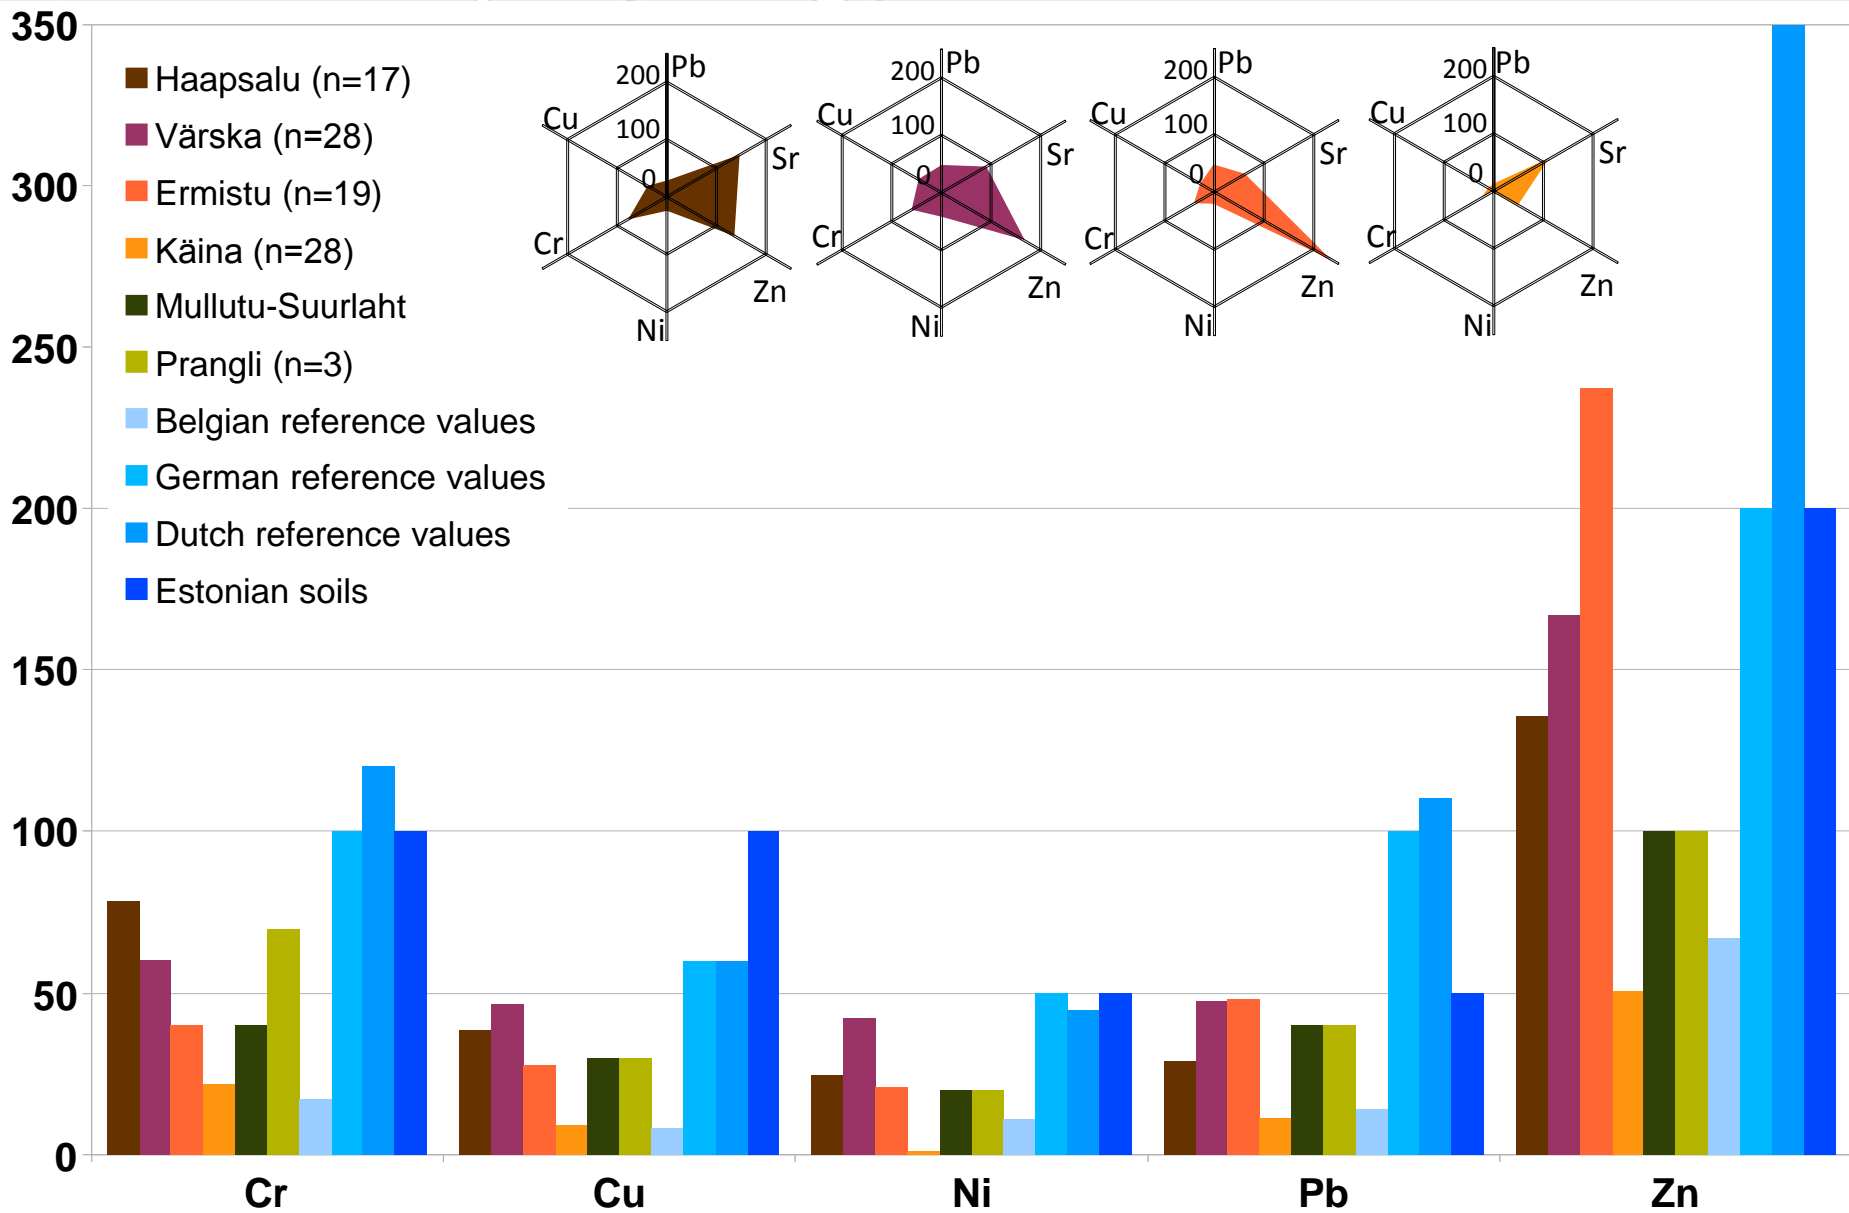 350
300
250
200
150
100
50
0
Haapsalu (n=17)
Värska (n=28)
Ermistu (n=19)
Käina (n=28)
Mullutu-Suurlaht
Prangli (n=3)
Belgian reference values
German reference values
Dutch reference values
Estonian soils
200
100
0
Pb
Sr
Zn
Ni
Cr
Cu
200
100
0
Pb
Sr
Zn
Ni
Cr
Cu
200
100
0
Pb
Sr
Zn
Ni
Cr
Cu
200
100
0
Pb
Sr
Zn
Ni
Cr
Cu
Cr Cu Ni Pb Zn